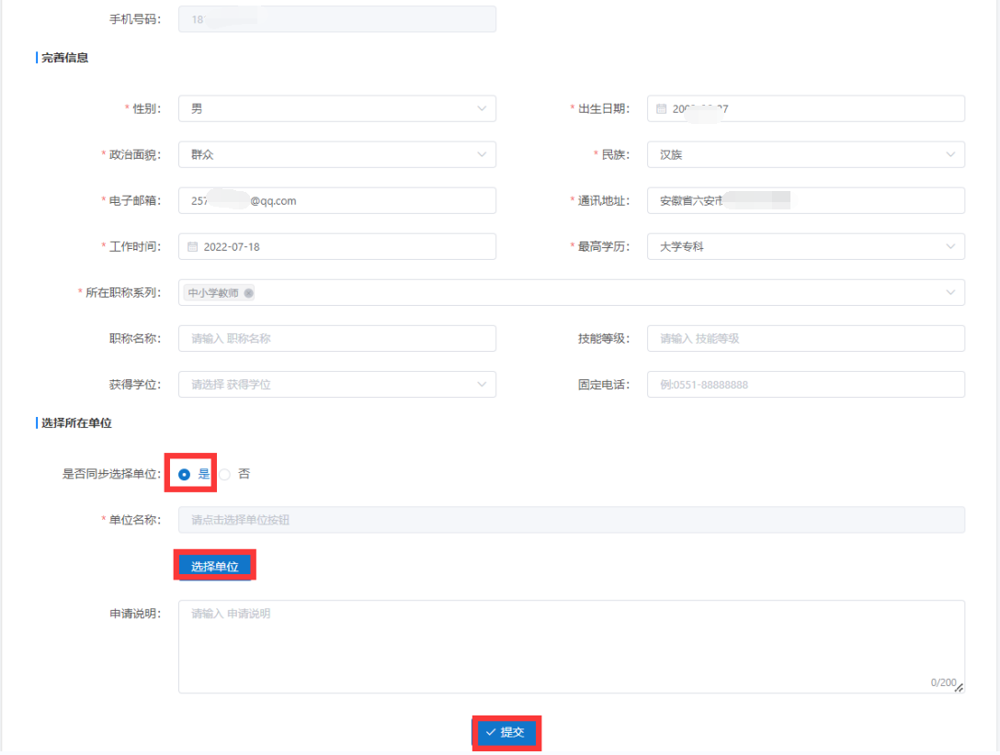 手机号码： 18
完善信息
* 性别： 男 * 出生日期： 200 7
* 政治面貌： 群众 * 民族： 汉族
* 电子邮箱： 257 @qq.com * 通讯地址： 安徽省六安市
* 工作时间： 2022-07-18 * 最高学历： 大学专科
* 所在职称系列： 中小学教师
职称名称： 请输入 职称名称 技能等级： 请输入 技能等级
获得学位： 请选择 获得学位 固定电话： 例:0551-88888888
选择所在单位
是否同步选择单位： 是 否
* 单位名称： 请点击选择单位按钮
选择单位
申请说明： 请输入 申请说明
0/200
提交